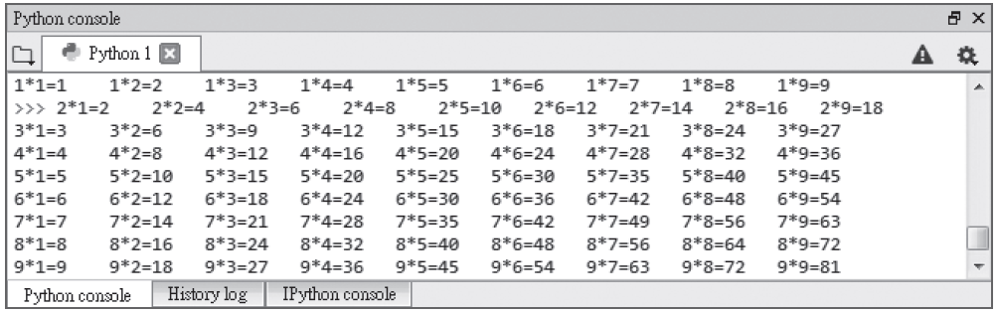 Python console
Python 1
1*1=1 1*2=2 1*3=3 1*4=4 1*5=5 1*6=6 1*7=7 1*8=8 1*9=9
>>> 2*1=2 2*2=4 2*3=6 2*4=8 2*5=10 2*6=12 2*7=14 2*8=16 2*9=18
3*1=3 3*2=6 3*3=9 3*4=12 3*5=15 3*6=18 3*7=21 3*8=24 3*9=27
4*1=4 4*2=8 4*3=12 4*4=16 4*5=20 4*6=24 4*7=28 4*8=32 4*9=36
5*1=5 5*2=10 5*3=15 5*4=20 5*5=25 5*6=30 5*7=35 5*8=40 5*9=45
6*1=6 6*2=12 6*3=18 6*4=24 6*5=30 6*6=36 6*7=42 6*8=48 6*9=54
7*1=7 7*2=14 7*3=21 7*4=28 7*5=35 7*6=42 7*7=49 7*8=56 7*9=63
8*1=8 8*2=16 8*3=24 8*4=32 8*5=40 8*6=48 8*7=56 8*8=64 8*9=72
9*1=9 9*2=18 9*3=27 9*4=36 9*5=45 9*6=54 9*7=63 9*8=72 9*9=81
Python console History log IPython console